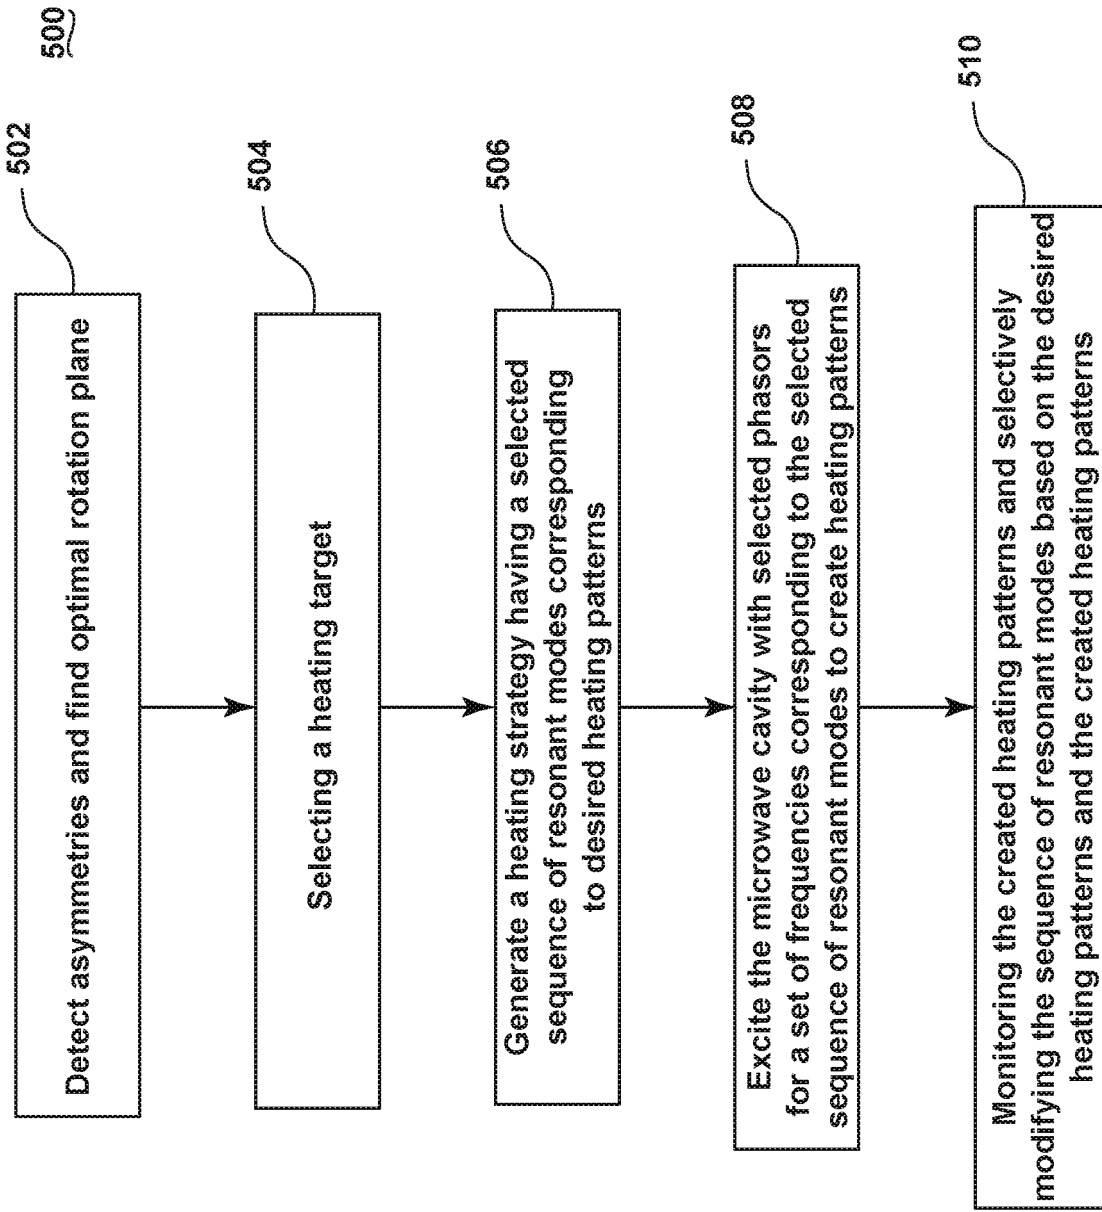 500
502
Detect asymmetries and find optimal rotation plane
504
Selecting a heating target
506
Generate a heating strategy having a selected
sequence of resonant modes corresponding
to desired heating patterns
508
Excite the microwave cavity with selected phasors
for a set of frequencies corresponding to the selected
sequence of resonant modes to create heating patterns
510
Monitoring the created heating patterns and selectively
modifying the sequence of resonant modes based on the desired
heating patterns and the created heating patterns